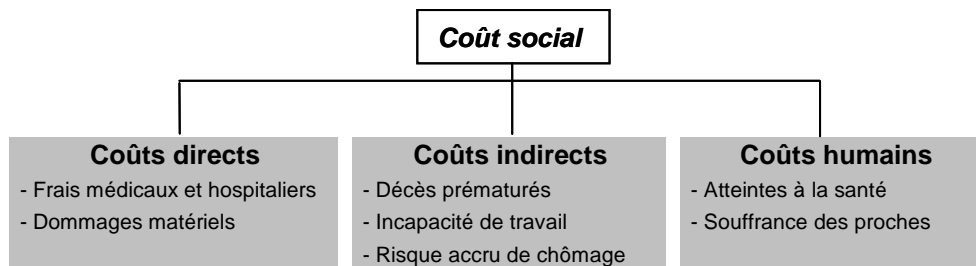 Coût social
Coûts directs
- Frais médicaux et hospitaliers
- Dommages matériels
Coûts indirects
- Décès prématurés
- Incapacité de travail
- Risque accru de chômage
Coûts humains
- Atteintes à la santé
- Souffrance des proches